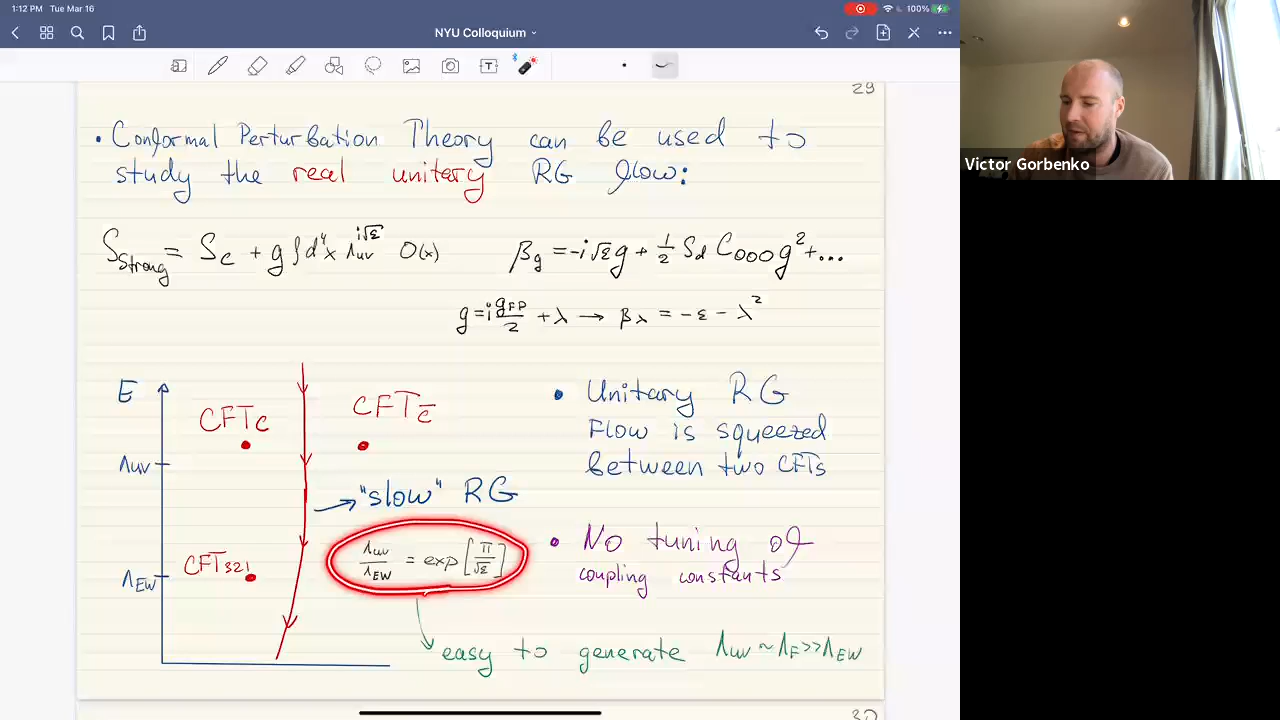 1:12 PM Tue Mar 16
100%
NYU Colloquium
29
• Conformal Perturbation Theory can be used to
study the real unitary RG flow:
S_strong = S_c + g ∫d⁴x Λ_UV^{i√ε} O(x)
β_g = -i√ε g + 1/2 S_d C_OOO g² + ...
g = i g_FP/2 + λ → β_λ = -ε - λ²
E
CFT_c
CFT_c̄
Λ_UV
→ "slow" RG
CFT_321
Λ_EW
Λ_UV/Λ_EW = exp[π/√ε]
• Unitary RG
Flow is squeezed
between two CFTs
• No tuning of
coupling constants
easy to generate Λ_UV ~ Λ_F >> Λ_EW
30
Victor Gorbenko